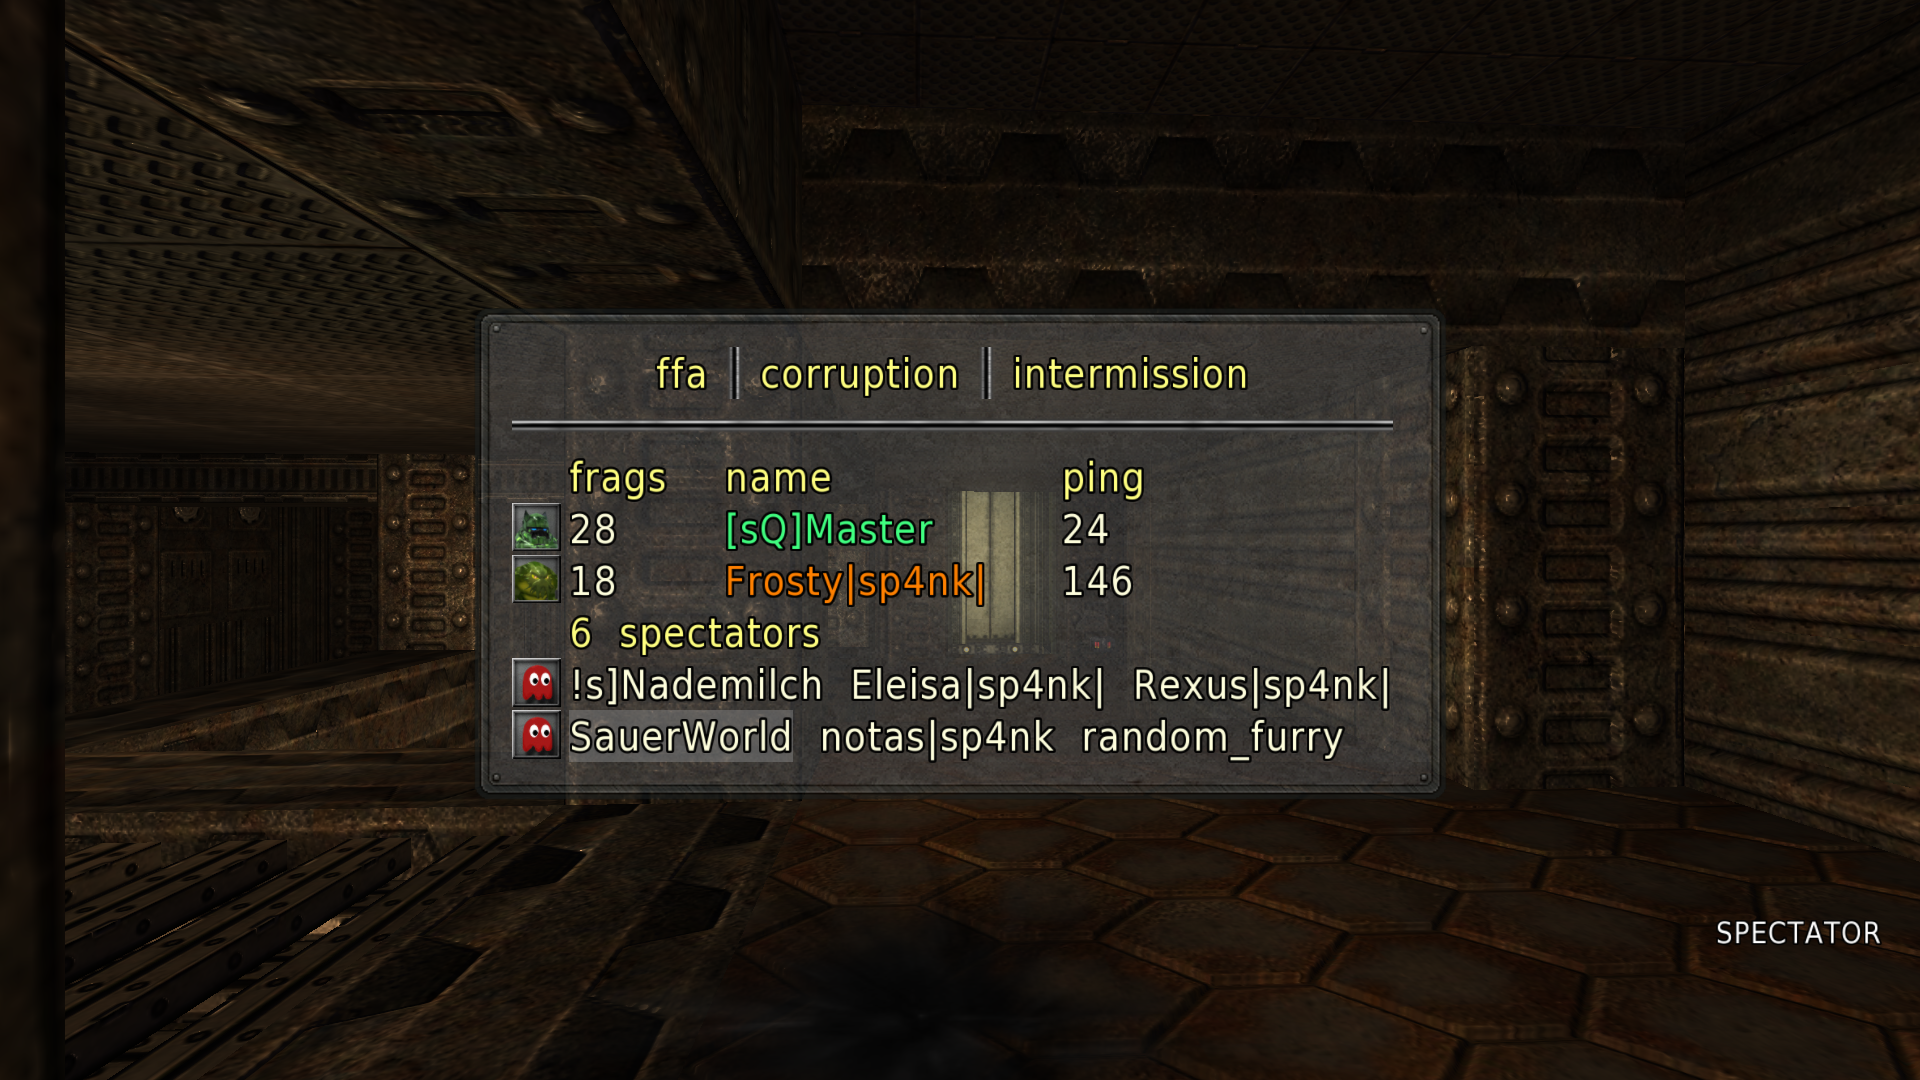 ffa corruption intermission
frags name ping
28 [sQ]Master 24
18 Frosty|sp4nk| 146
6 spectators
!s]Nademilch Eleisa|sp4nk| Rexus|sp4nk|
SauerWorld notas|sp4nk random_furry
SPECTATOR